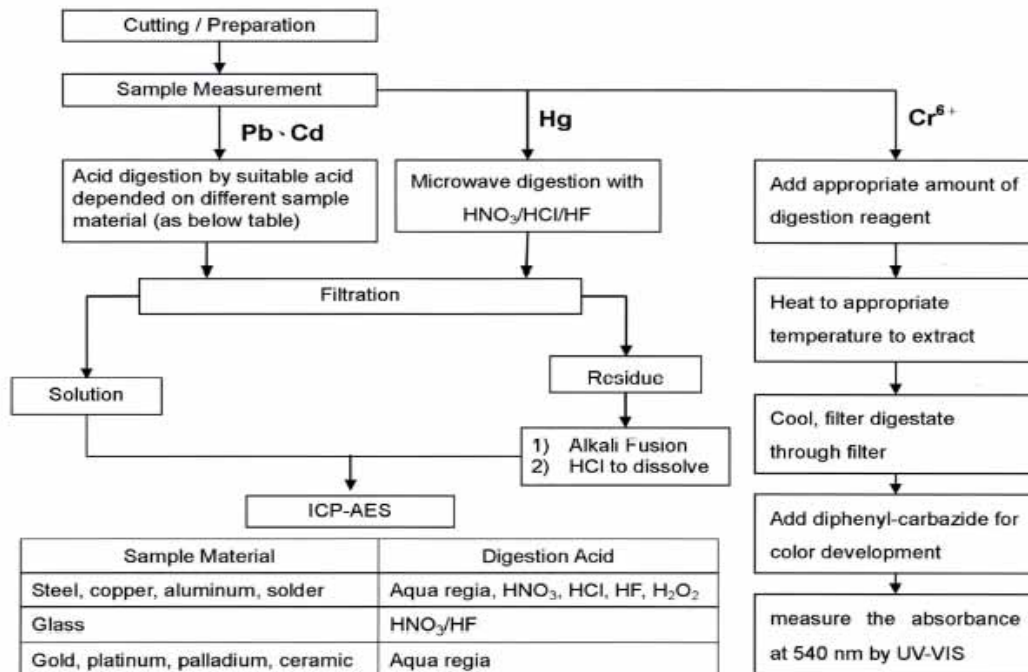 Cutting / Preparation
Sample Measurement
Pb、Cd
Hg
Cr⁶⁺
Acid digestion by suitable acid
depended on different sample
material (as below table)
Microwave digestion with
HNO₃/HCl/HF
Add appropriate amount of
digestion reagent
Filtration
Heat to appropriate
temperature to extract
Solution
Residue
Cool, filter digestate
through filter
1) Alkali Fusion
2) HCl to dissolve
ICP-AES
Add diphenyl-carbazide for
color development
measure the absorbance
at 540 nm by UV-VIS
Sample Material Digestion Acid
Steel, copper, aluminum, solder Aqua regia, HNO₃, HCl, HF, H₂O₂
Glass HNO₃/HF
Gold, platinum, palladium, ceramic Aqua regia